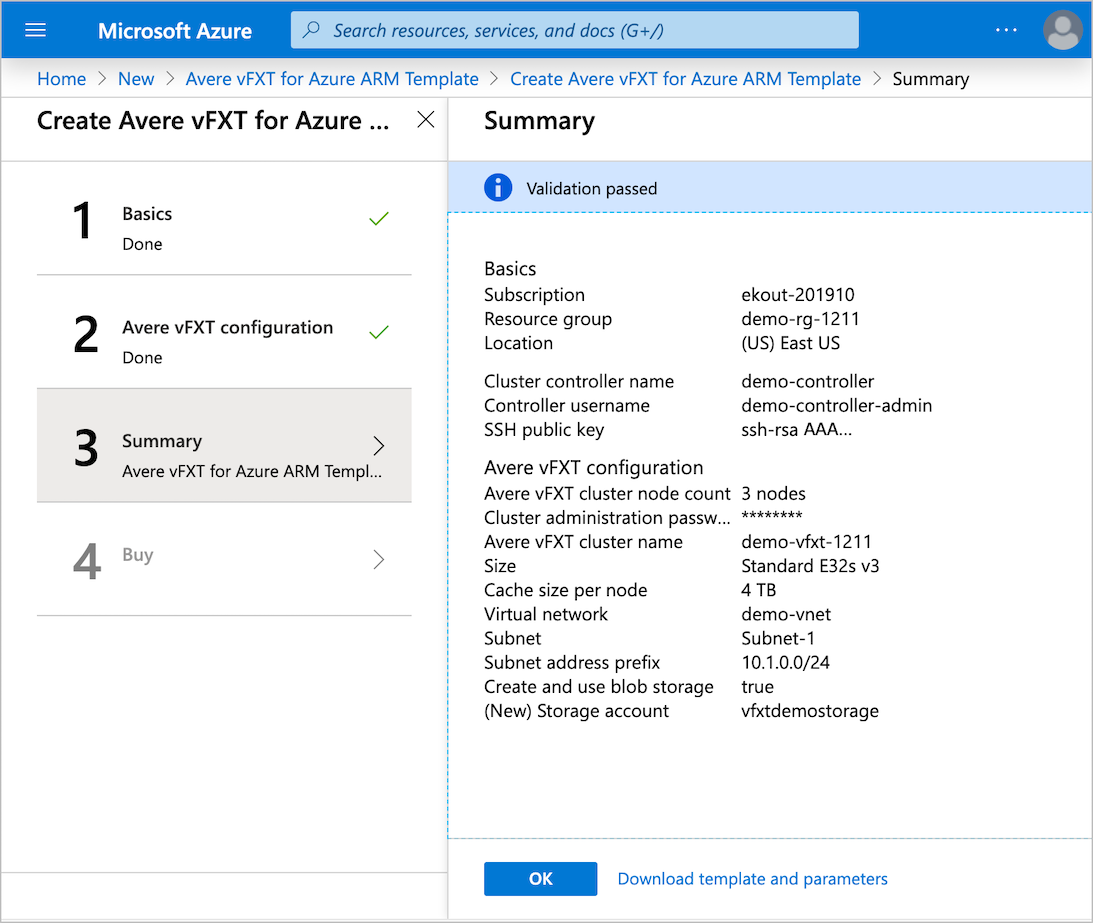 Microsoft Azure
Search resources, services, and docs (G+/)
Home > New > Avere vFXT for Azure ARM Template > Create Avere vFXT for Azure ARM Template > Summary
Create Avere vFXT for Azure ...
1 Basics
Done
2 Avere vFXT configuration
Done
3 Summary
Avere vFXT for Azure ARM Templ...
4 Buy
Summary
Validation passed
Basics
Subscription ekout-201910
Resource group demo-rg-1211
Location (US) East US
Cluster controller name demo-controller
Controller username demo-controller-admin
SSH public key ssh-rsa AAA...
Avere vFXT configuration
Avere vFXT cluster node count 3 nodes
Cluster administration passw... ********
Avere vFXT cluster name demo-vfxt-1211
Size Standard E32s v3
Cache size per node 4 TB
Virtual network demo-vnet
Subnet Subnet-1
Subnet address prefix 10.1.0.0/24
Create and use blob storage true
(New) Storage account vfxtdemostorage
OK Download template and parameters